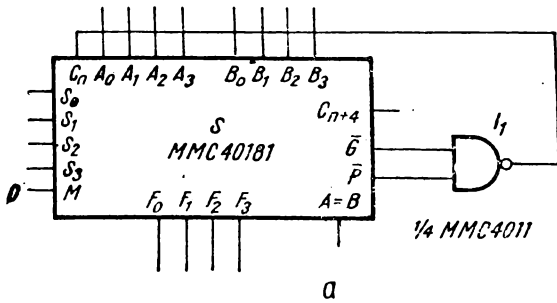 Cn A0 A1 A2 A3 B0 B1 B2 B3
S0
S1 S Cn+4
S2 MMC40181 G̅ I1
S3 P̅
0 M F0 F1 F2 F3 A=B
1/4 MMC4011
a